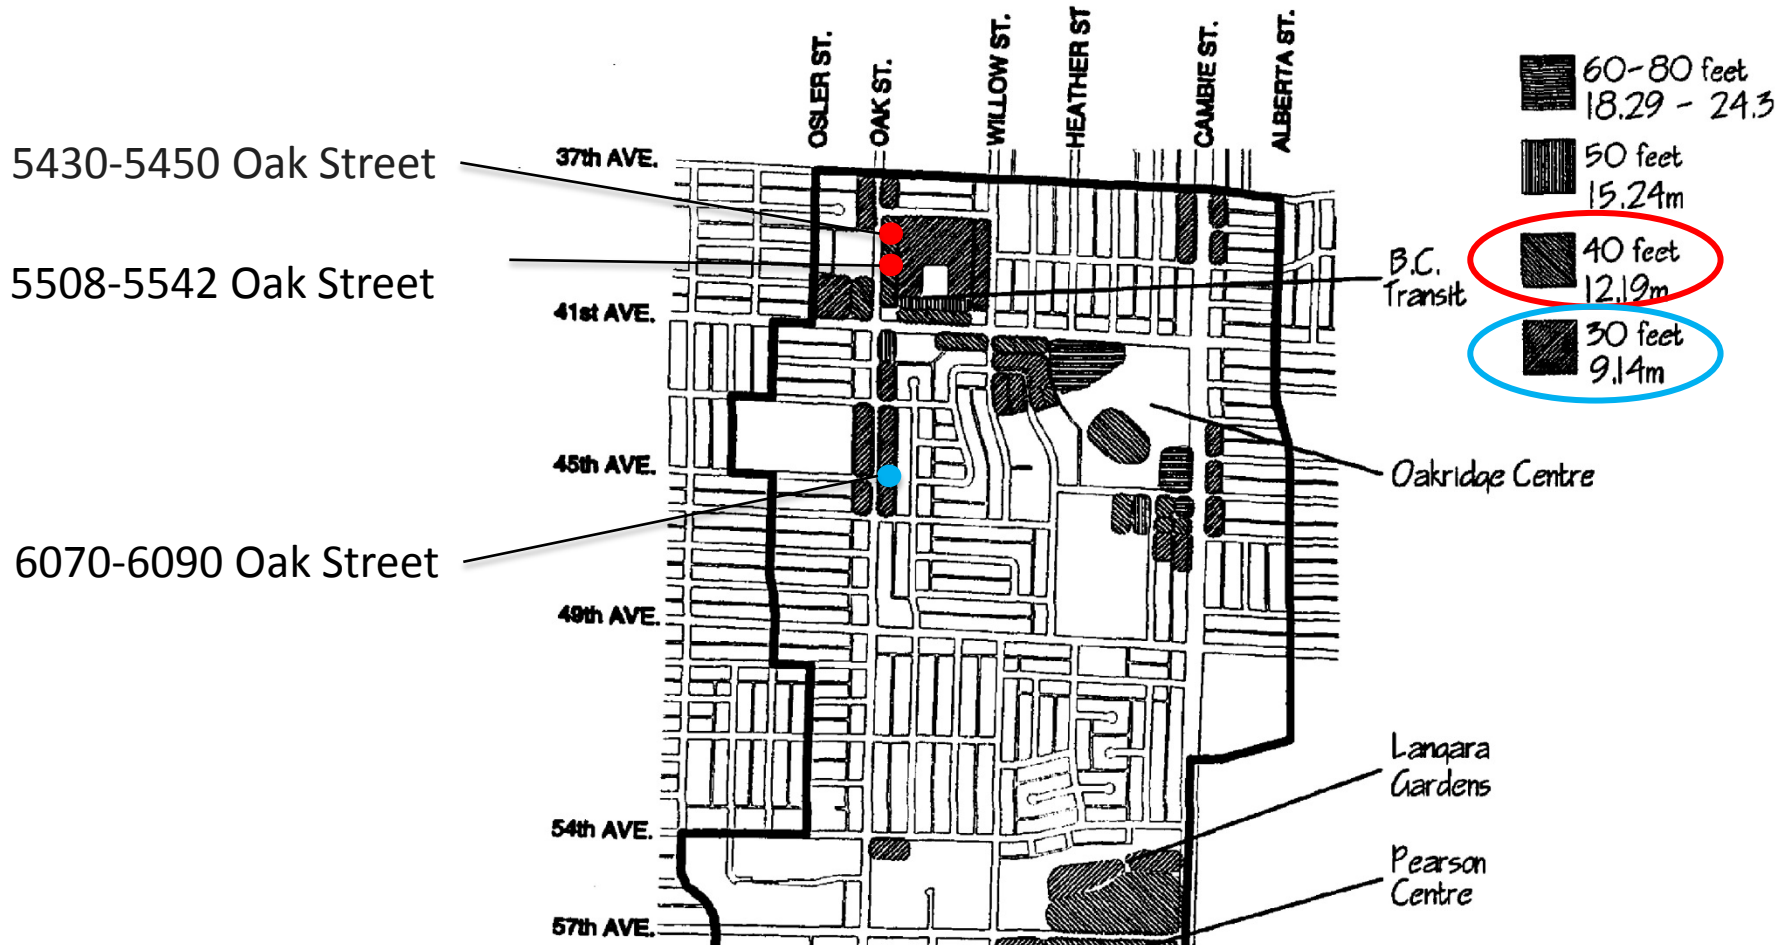 5430-5450 Oak Street
5508-5542 Oak Street
6070-6090 Oak Street
OSLER ST.
OAK ST.
WILLOW ST.
HEATHER ST
CAMBIE ST.
ALBERTA ST.
37th AVE.
41st AVE.
45th AVE.
49th AVE.
54th AVE.
57th AVE.
60-80 feet
18.29 - 24.3
50 feet
15.24m
40 feet
12.19m
30 feet
9.14m
B.C.
Transit
Oakridge Centre
Langara
Gardens
Pearson
Centre